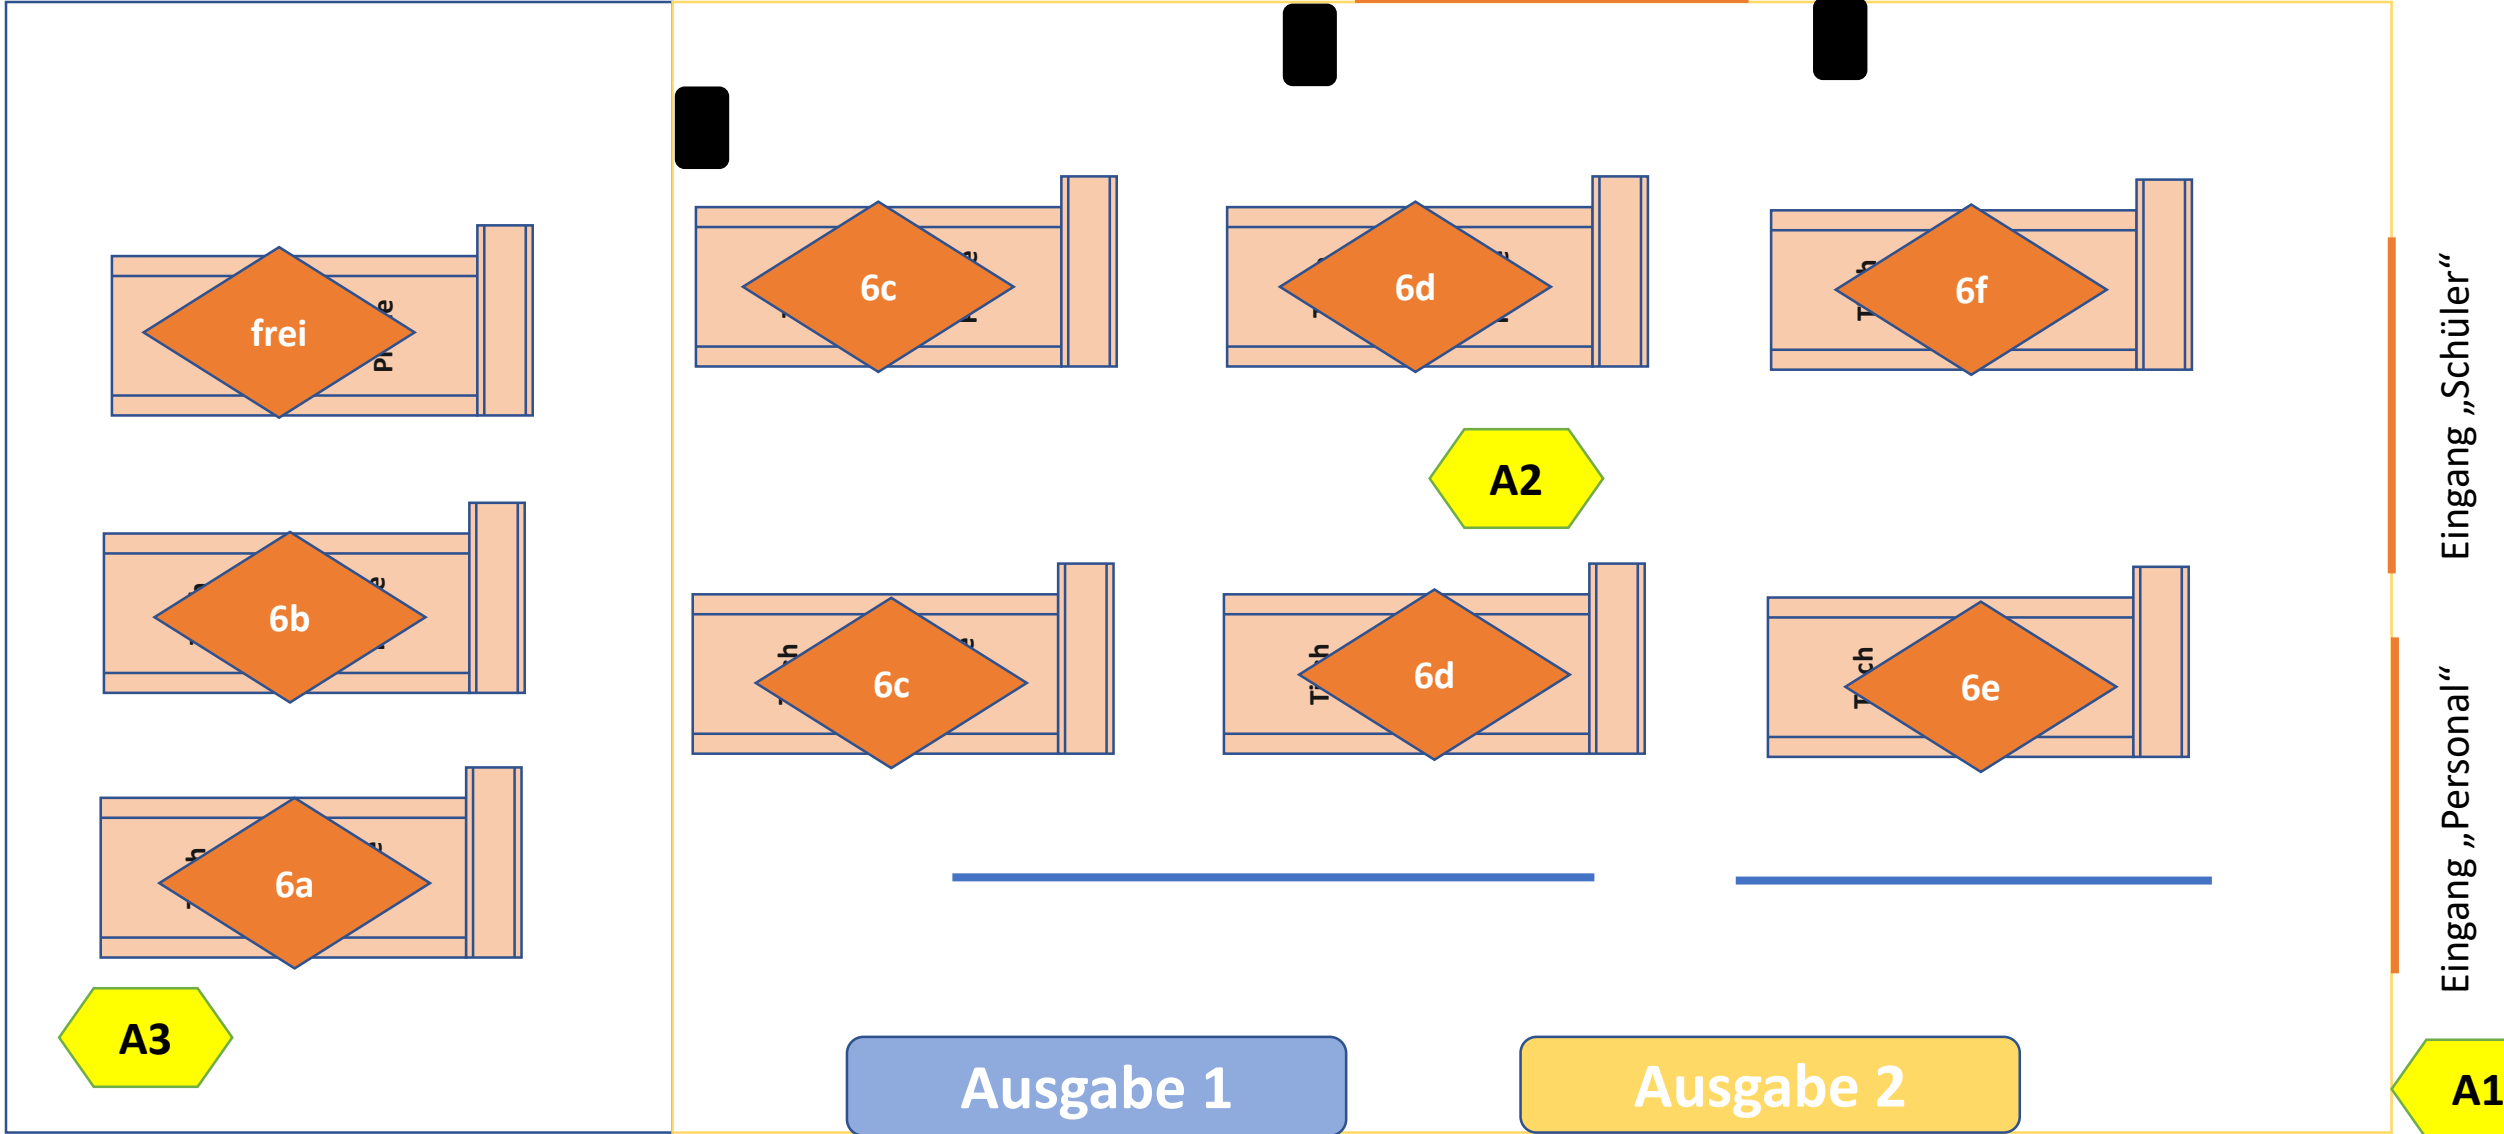 frei
6c
6d
6f
A2
6b
6c
6d
6e
6a
A3
Ausgabe 1
Ausgabe 2
A1
Eingang „Schüler“
Eingang „Personal“